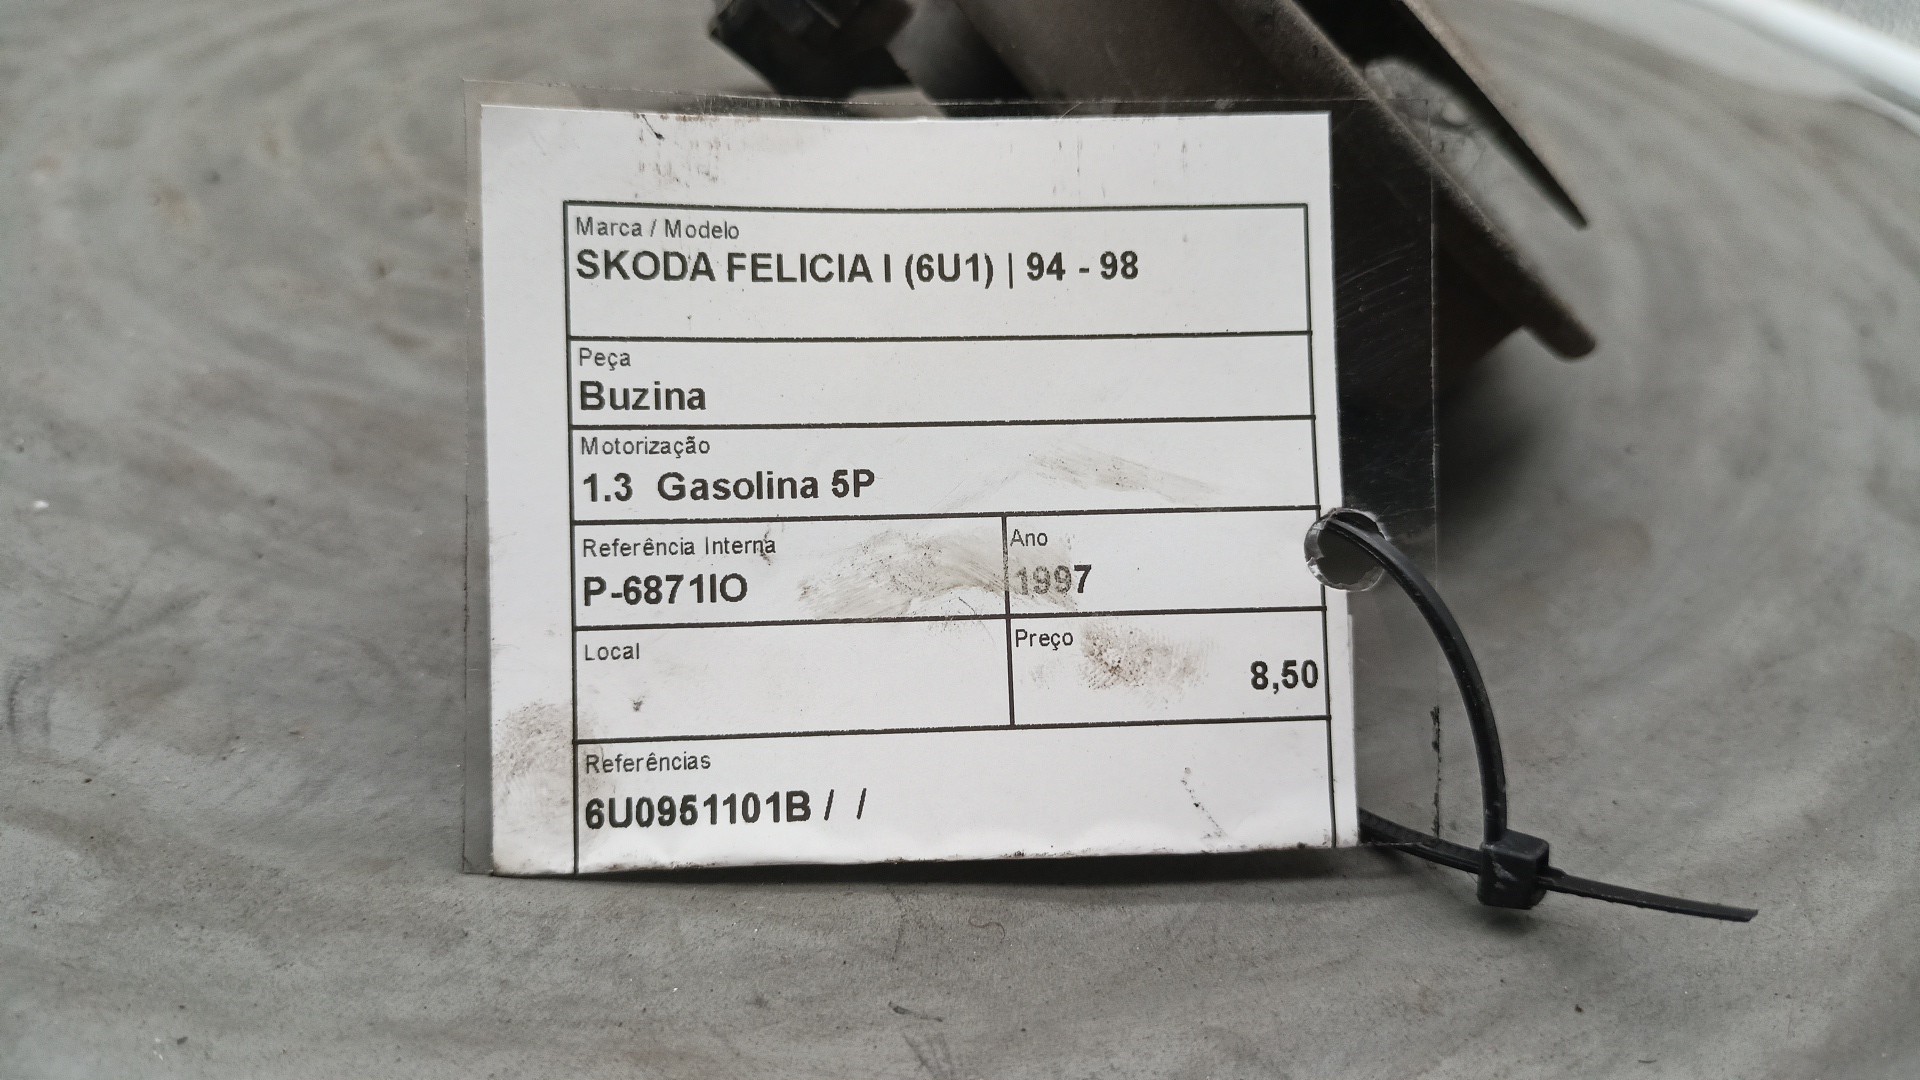 Marca / Modelo
SKODA FELICIA I (6U1) | 94 - 98
Peça
Buzina
Motorização
1.3 Gasolina 5P
Referência Interna
P-6871IO
Ano
1997
Local
Preço
8,50
Referências
6U0951101B / /